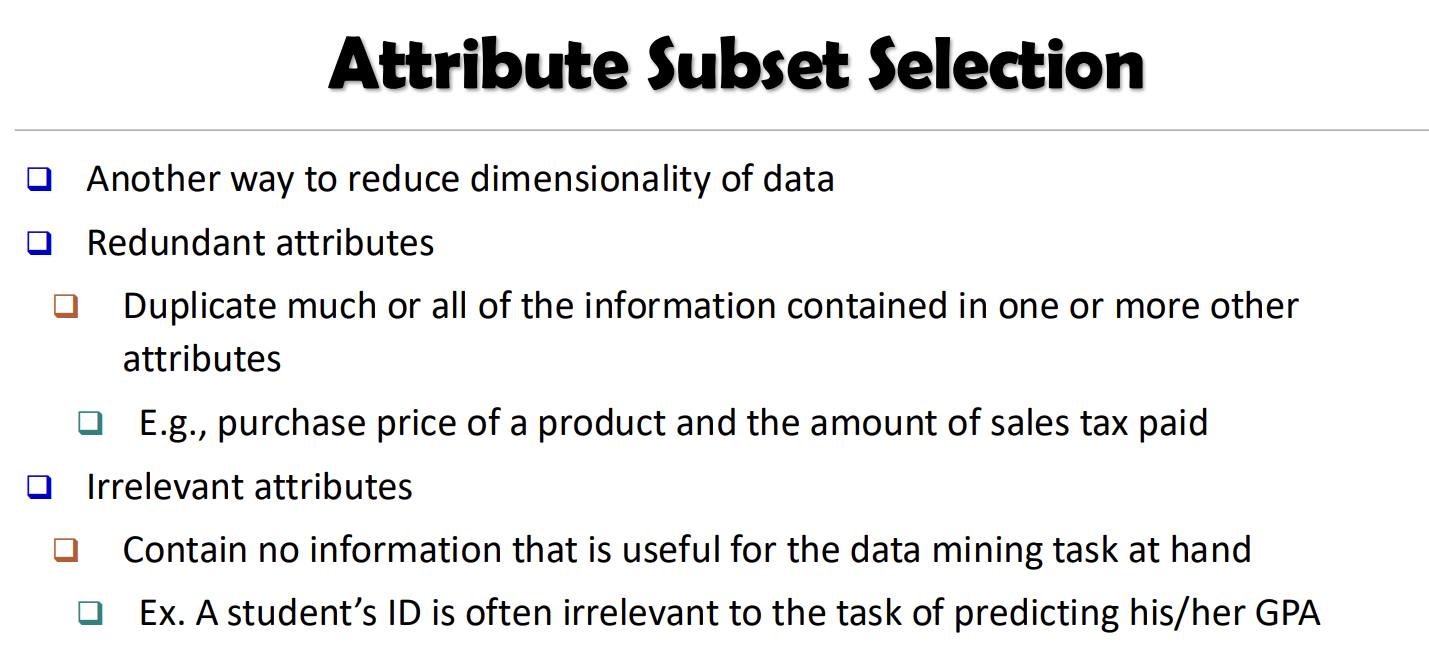 Attribute Subset Selection
Another way to reduce dimensionality of data
Redundant attributes
Duplicate much or all of the information contained in one or more other
attributes
E.g., purchase price of a product and the amount of sales tax paid
Irrelevant attributes
Contain no information that is useful for the data mining task at hand
Ex. A student’s ID is often irrelevant to the task of predicting his/her GPA